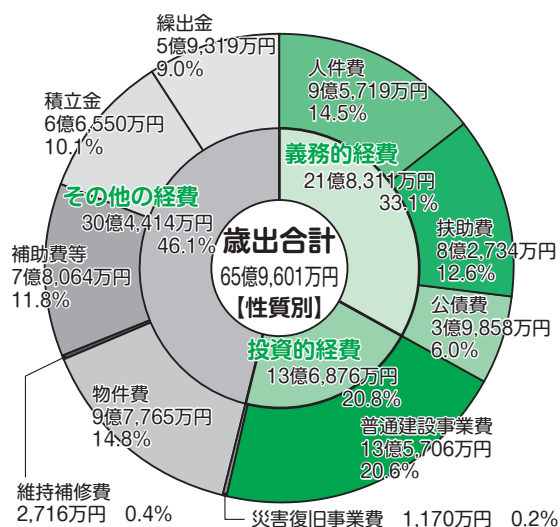 繰出金
5億9,319万円
9.0%
人件費
9億5,719万円
14.5%
積立金
6億6,550万円
10.1%
義務的経費
21億8,311万円
33.1%
その他の経費
30億4,414万円
46.1%
歳出合計
65億9,601万円
【性質別】
扶助費
8億2,734万円
12.6%
補助費等
7億8,064万円
11.8%
公債費
3億9,858万円
6.0%
投資的経費
13億6,876万円
20.8%
物件費
9億7,765万円
14.8%
普通建設事業費
13億5,706万円
20.6%
維持補修費
2,716万円 0.4%
災害復旧事業費 1,170万円 0.2%